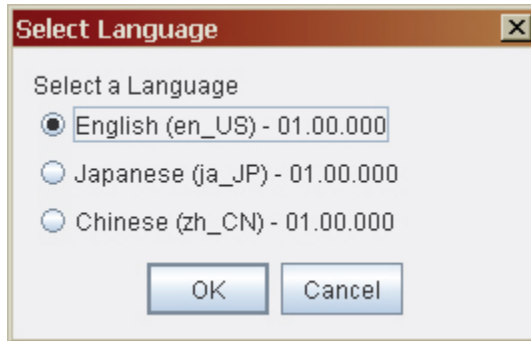 Select Language
Select a Language
English (en_US) - 01.00.000
Japanese (ja_JP) - 01.00.000
Chinese (zh_CN) - 01.00.000
OK Cancel